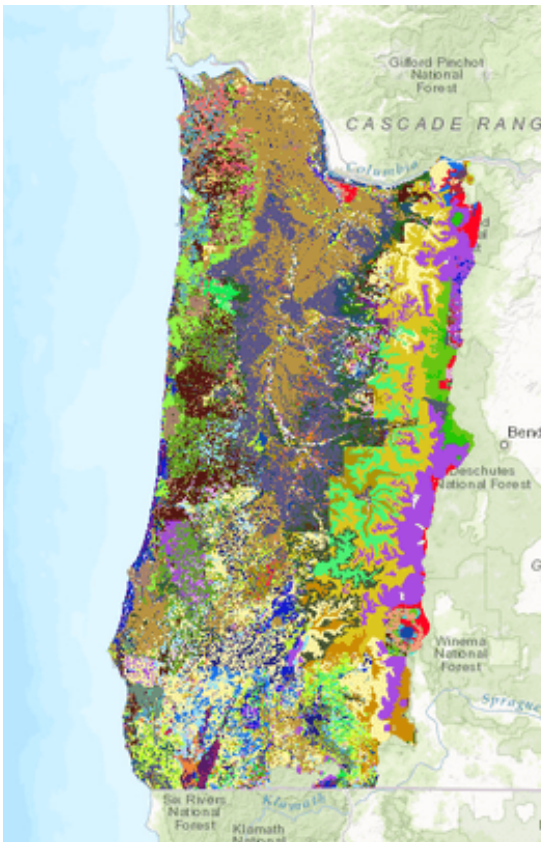 Gifford Pinchot
National
Forest
CASCADE RANG
Columbia
Bend
Deschutes
National Forest
Winema
National
Forest
Sprague
Six Rivers
National
Forest
Klamath
Klamath
National